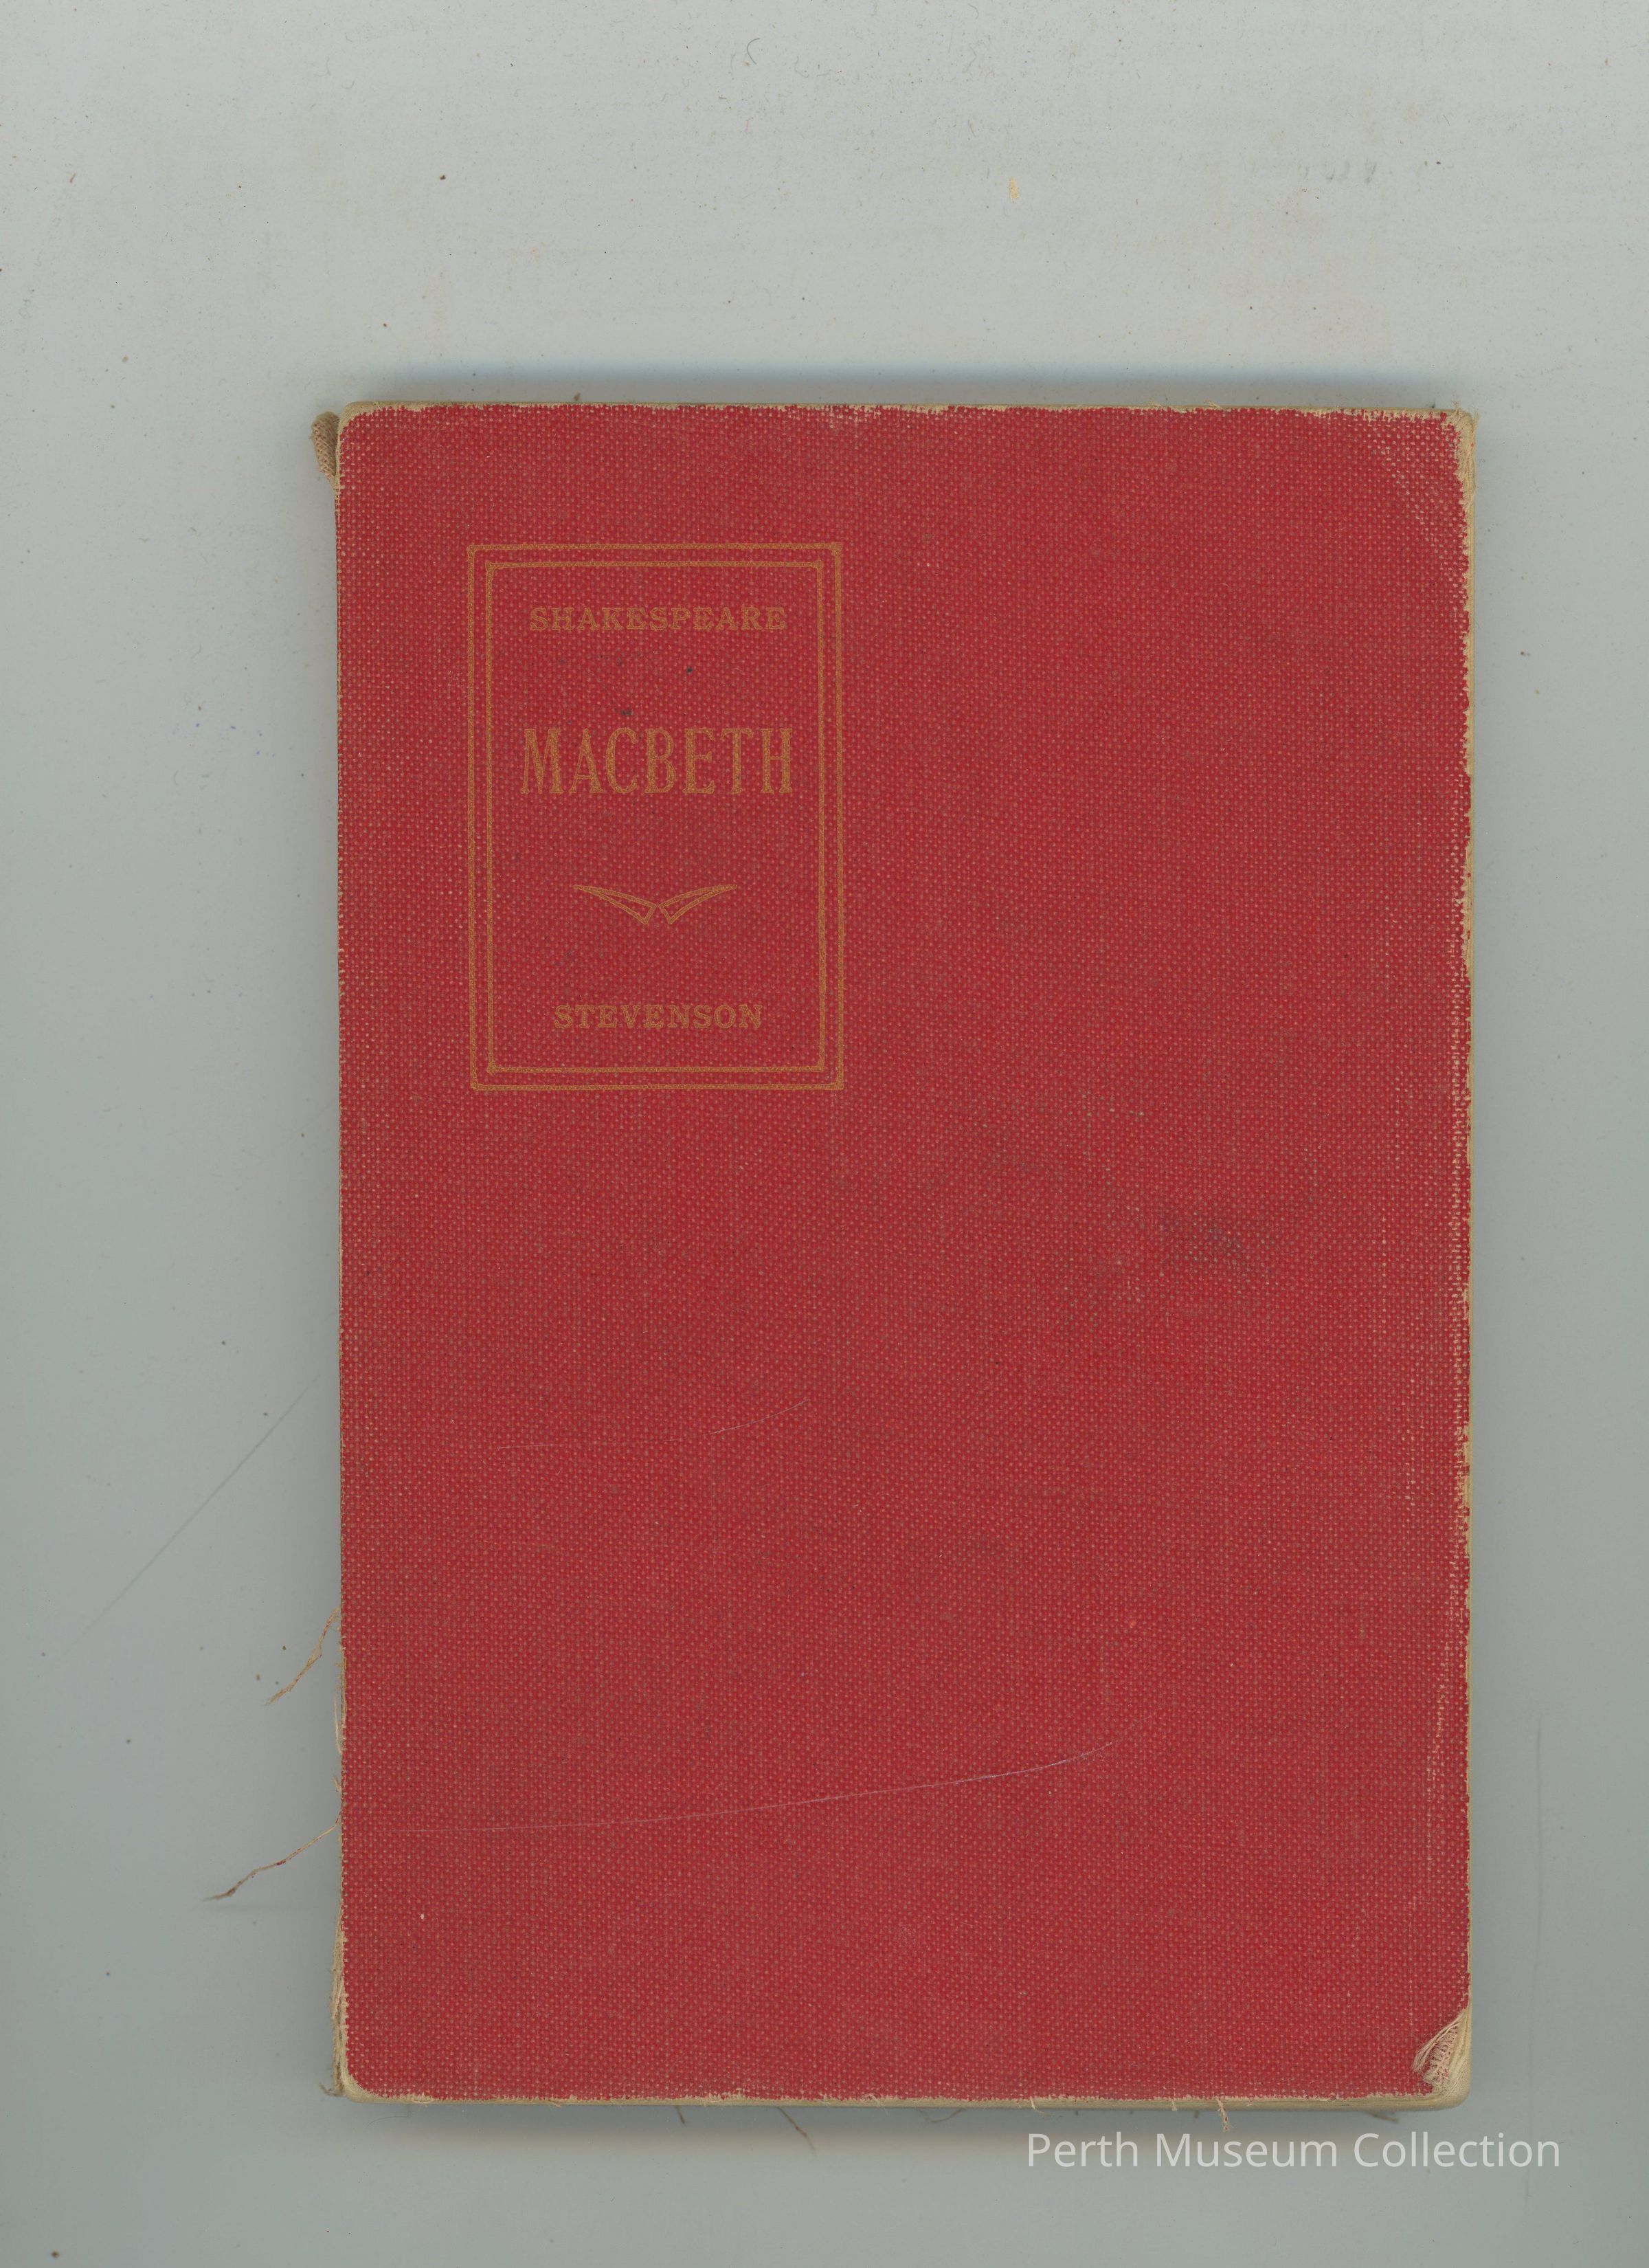 SHAKESPEARE
MACBETH
STEVENSON
Perth Museum Collection